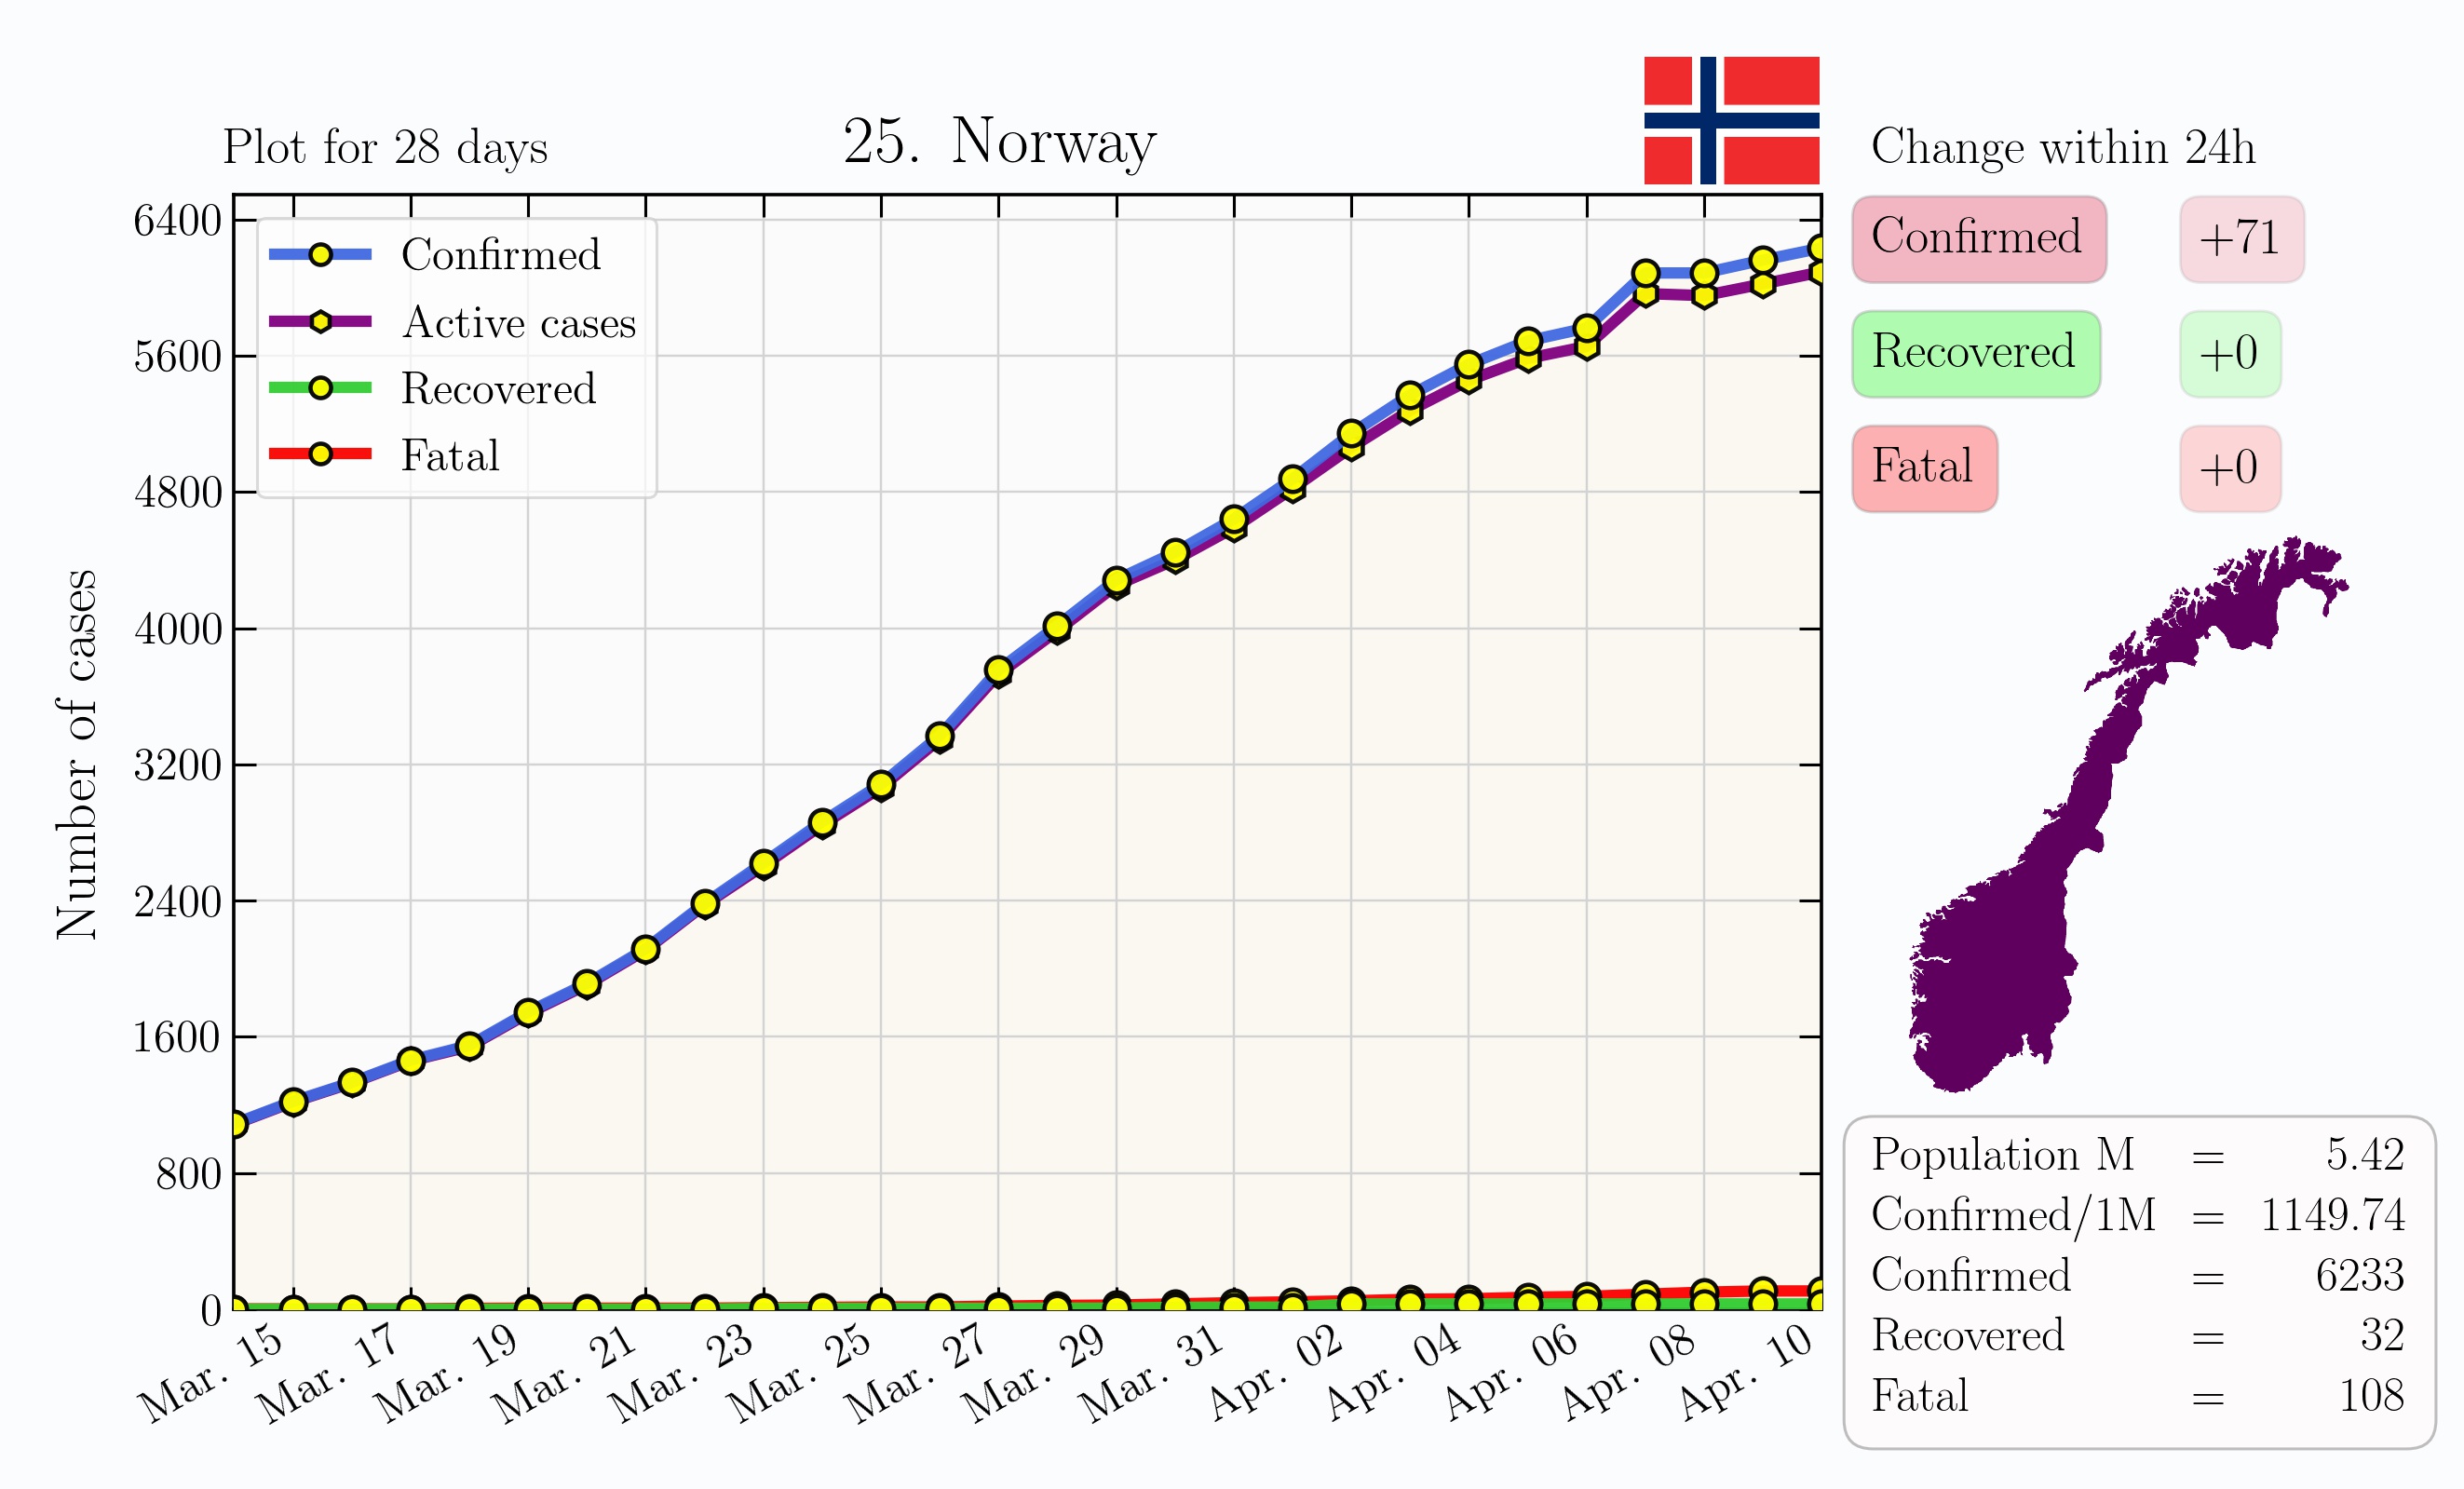 Plot for 28 days
25. Norway
Change within 24h
Confirmed +71
Recovered +0
Fatal +0
Confirmed
Active cases
Recovered
Fatal
Number of cases
6400
5600
4800
4000
3200
2400
1600
800
0
Mar. 15
Mar. 17
Mar. 19
Mar. 21
Mar. 23
Mar. 25
Mar. 27
Mar. 29
Mar. 31
Apr. 02
Apr. 04
Apr. 06
Apr. 08
Apr. 10
Population M = 5.42
Confirmed/1M = 1149.74
Confirmed = 6233
Recovered = 32
Fatal = 108